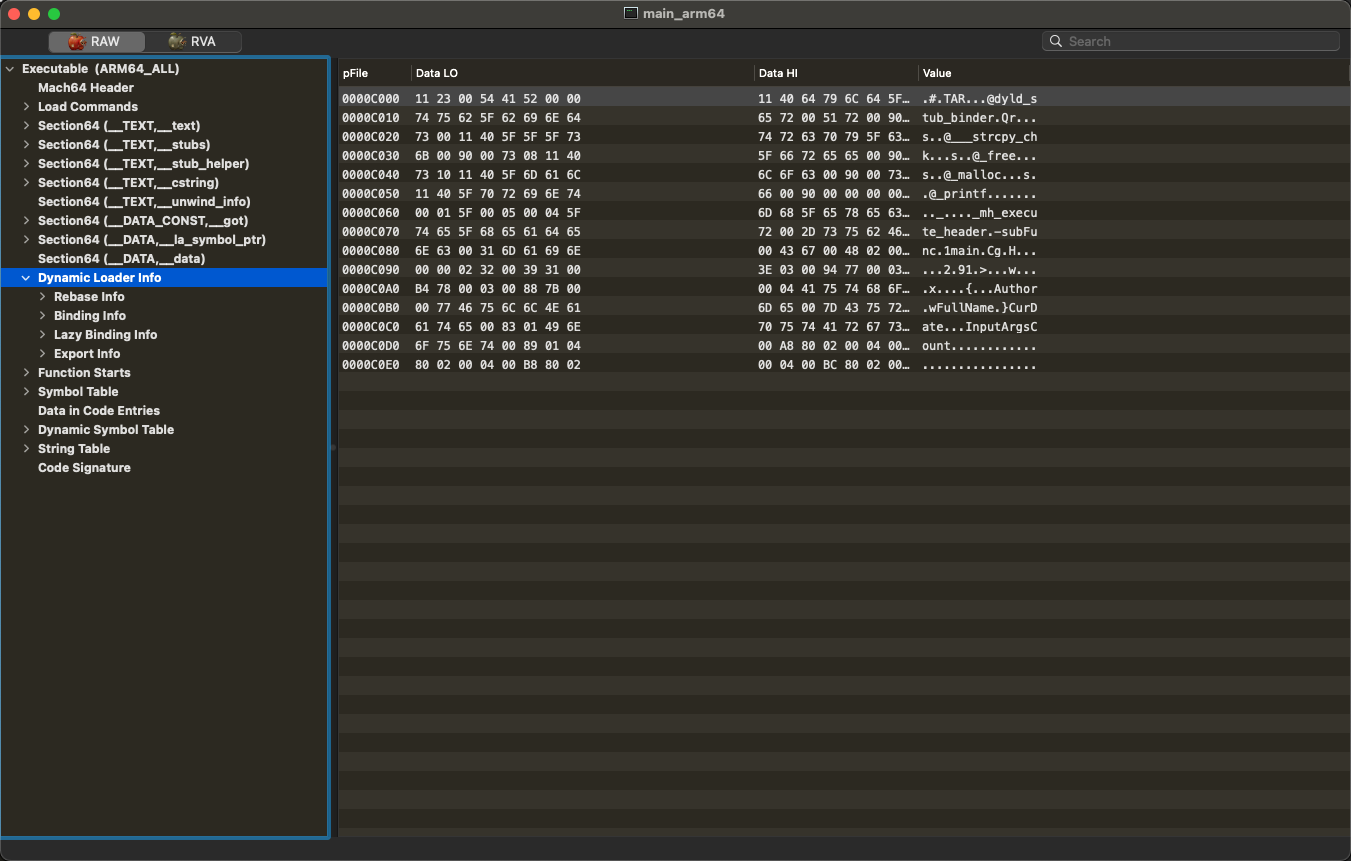 main_arm64
RAW RVA Search
Executable (ARM64_ALL)
Mach64 Header
Load Commands
Section64 (__TEXT,__text)
Section64 (__TEXT,__stubs)
Section64 (__TEXT,__stub_helper)
Section64 (__TEXT,__cstring)
Section64 (__TEXT,__unwind_info)
Section64 (__DATA_CONST,__got)
Section64 (__DATA,__la_symbol_ptr)
Section64 (__DATA,__data)
Dynamic Loader Info
Rebase Info
Binding Info
Lazy Binding Info
Export Info
Function Starts
Symbol Table
Data in Code Entries
Dynamic Symbol Table
String Table
Code Signature
pFile Data LO Data HI Value
0000C000 11 23 00 54 41 52 00 00 11 40 64 79 6C 64 5F… .#.TAR...@dyld_s
0000C010 74 75 62 5F 62 69 6E 64 65 72 00 51 72 00 90… tub_binder.Qr...
0000C020 73 00 11 40 5F 5F 5F 73 74 72 63 70 79 5F 63… s..@___strcpy_ch
0000C030 6B 00 90 00 73 08 11 40 5F 66 72 65 65 00 90… k...s..@_free...
0000C040 73 10 11 40 5F 6D 61 6C 6C 6F 63 00 90 00 73… s..@_malloc...s.
0000C050 11 40 5F 70 72 69 6E 74 66 00 90 00 00 00 00… .@_printf.......
0000C060 00 01 5F 00 05 00 04 5F 6D 68 5F 65 78 65 63… .._...._mh_execu
0000C070 74 65 5F 68 65 61 64 65 72 00 2D 73 75 62 46… te_header.-subFu
0000C080 6E 63 00 31 6D 61 69 6E 00 43 67 00 48 02 00… nc.1main.Cg.H...
0000C090 00 00 02 32 00 39 31 00 3E 03 00 94 77 00 03… ...2.91.>...w...
0000C0A0 B4 78 00 03 00 88 7B 00 00 04 41 75 74 68 6F… .x....{...Author
0000C0B0 00 77 46 75 6C 6C 4E 61 6D 65 00 7D 43 75 72… .wFullName.}CurD
0000C0C0 61 74 65 00 83 01 49 6E 70 75 74 41 72 67 73… ate...InputArgsC
0000C0D0 6F 75 6E 74 00 89 01 04 00 A8 80 02 00 04 00… ount............
0000C0E0 80 02 00 04 00 B8 80 02 00 04 00 BC 80 02 00… ................